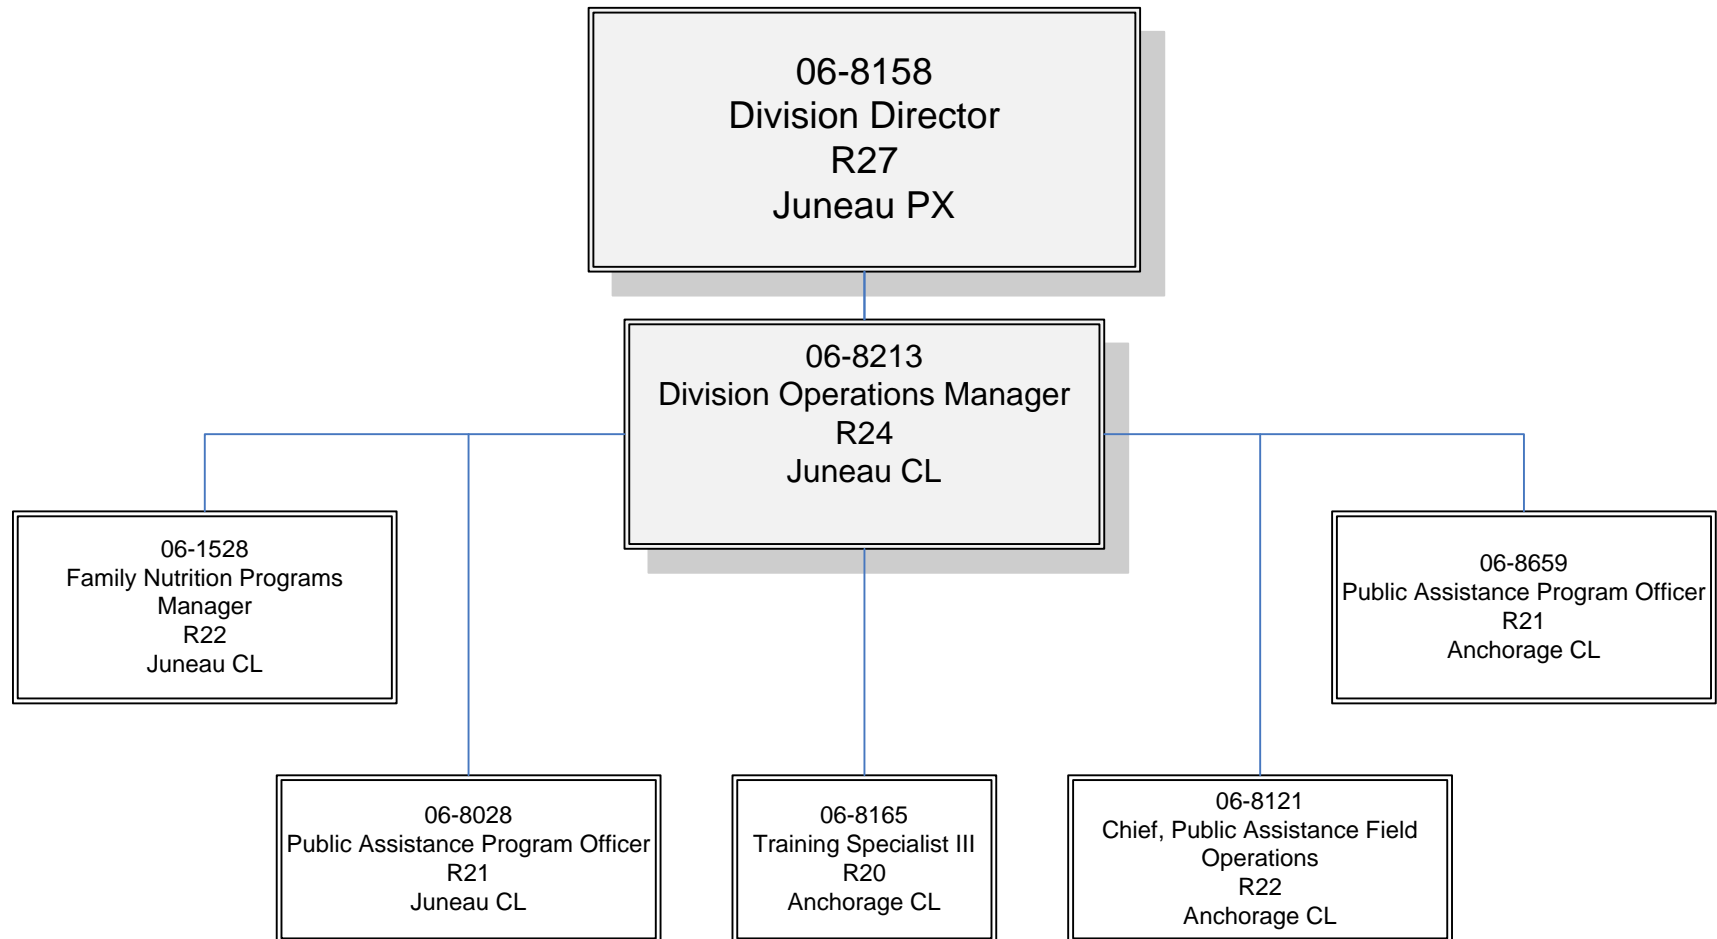 06-8158
Division Director
R27
Juneau PX
06-8213
Division Operations Manager
R24
Juneau CL
06-1528
Family Nutrition Programs
Manager
R22
Juneau CL
06-8659
Public Assistance Program Officer
R21
Anchorage CL
06-8028
Public Assistance Program Officer
R21
Juneau CL
06-8165
Training Specialist III
R20
Anchorage CL
06-8121
Chief, Public Assistance Field
Operations
R22
Anchorage CL